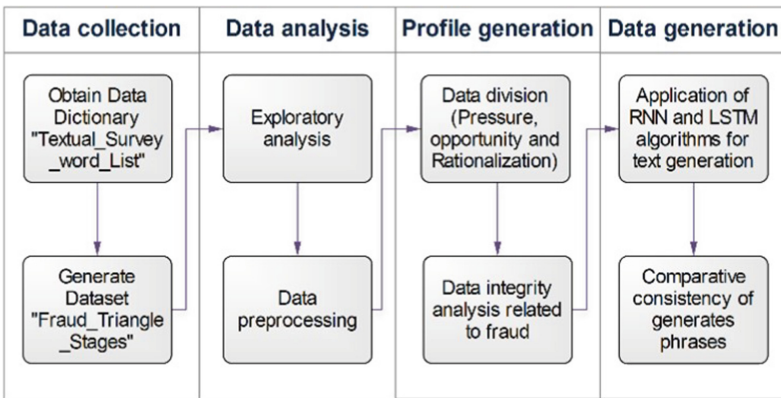 Data collection
Obtain Data
Dictionary
"Textual_Survey
_word_List"
Generate
Dataset
"Fraud_Triangle
_Stages"
Data analysis
Exploratory
analysis
Data
preprocessing
Profile generation
Data division
(Pressure,
opportunity and
Rationalization)
Data integrity
analysis related
to fraud
Data generation
Application of
RNN and LSTM
algorithms for
text generation
Comparative
consistency of
generates
phrases